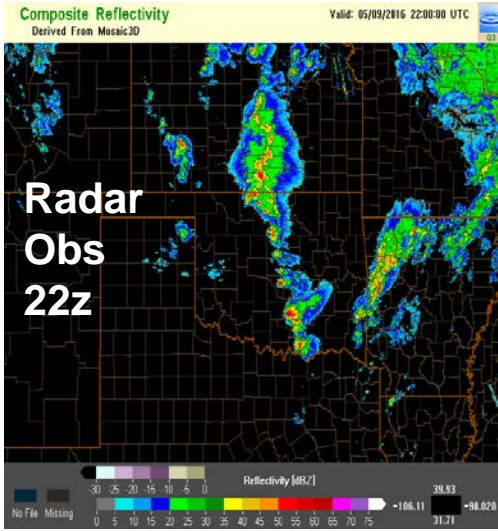 Composite Reflectivity
Derived From Mosaic3D
Valid: 05/09/2016 22:00:00 UTC
Q3
Radar
Obs
22z
-30 -25 -20 -15 -10 -5 0
Reflectivity [dBZ]
No File Missing
0 5 10 15 20 25 30 35 40 45 50 55 60 65 70 75
39.93
-106.11 -90.020
31.71